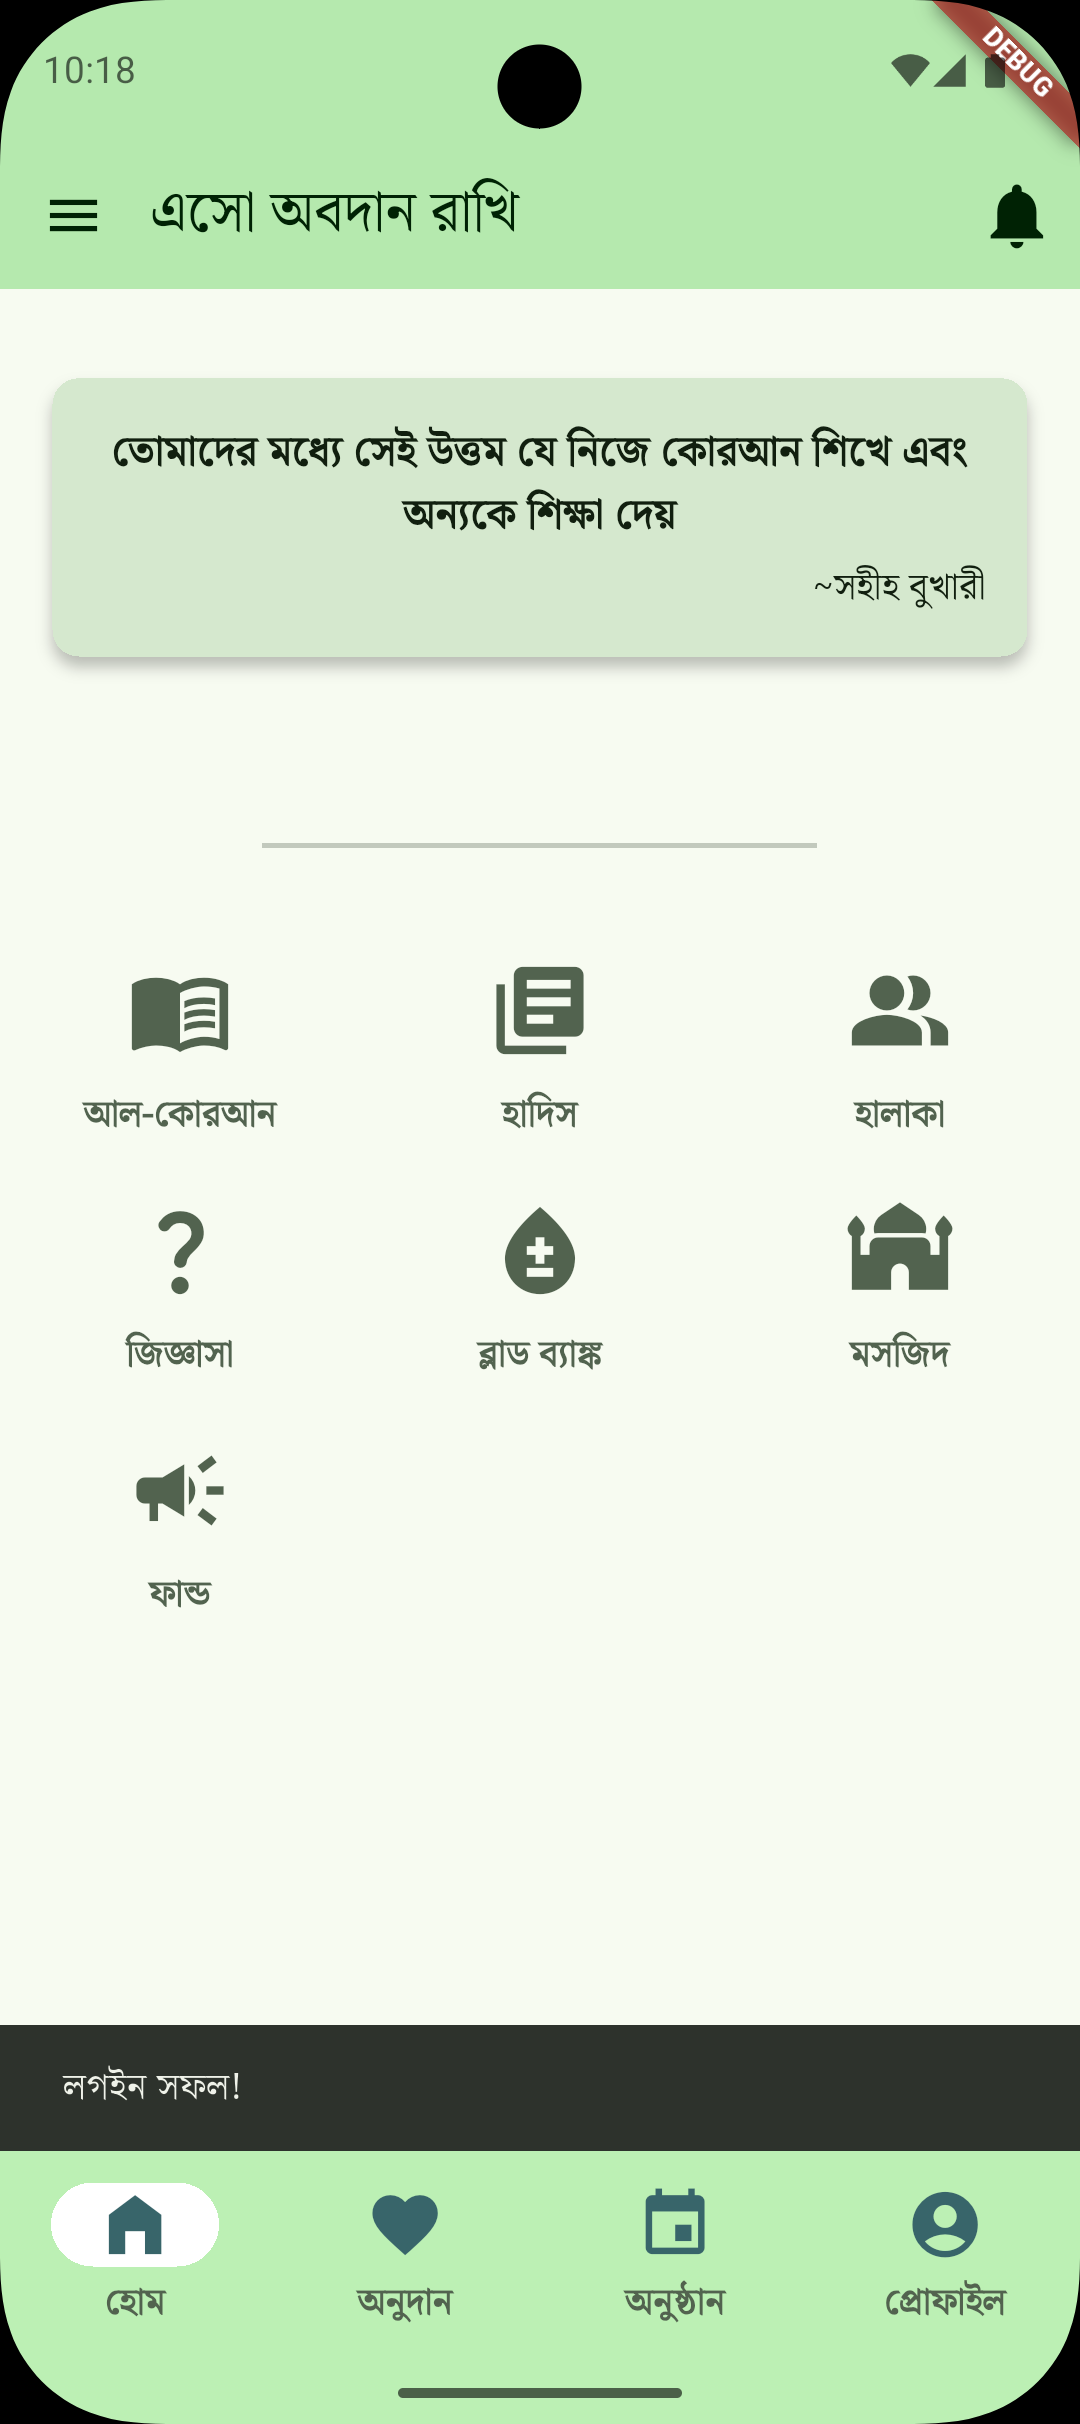 10:18
DEBUG
এসো অবদান রাখি
তোমাদের মধ্যে সেই উত্তম যে নিজে কোরআন শিখে এবং
অন্যকে শিক্ষা দেয়
~সহীহ বুখারী
আল-কোরআন
হাদিস
হালাকা
জিজ্ঞাসা
ব্লাড ব্যাঙ্ক
মসজিদ
ফান্ড
লগইন সফল!
হোম
অনুদান
অনুষ্ঠান
প্রোফাইল